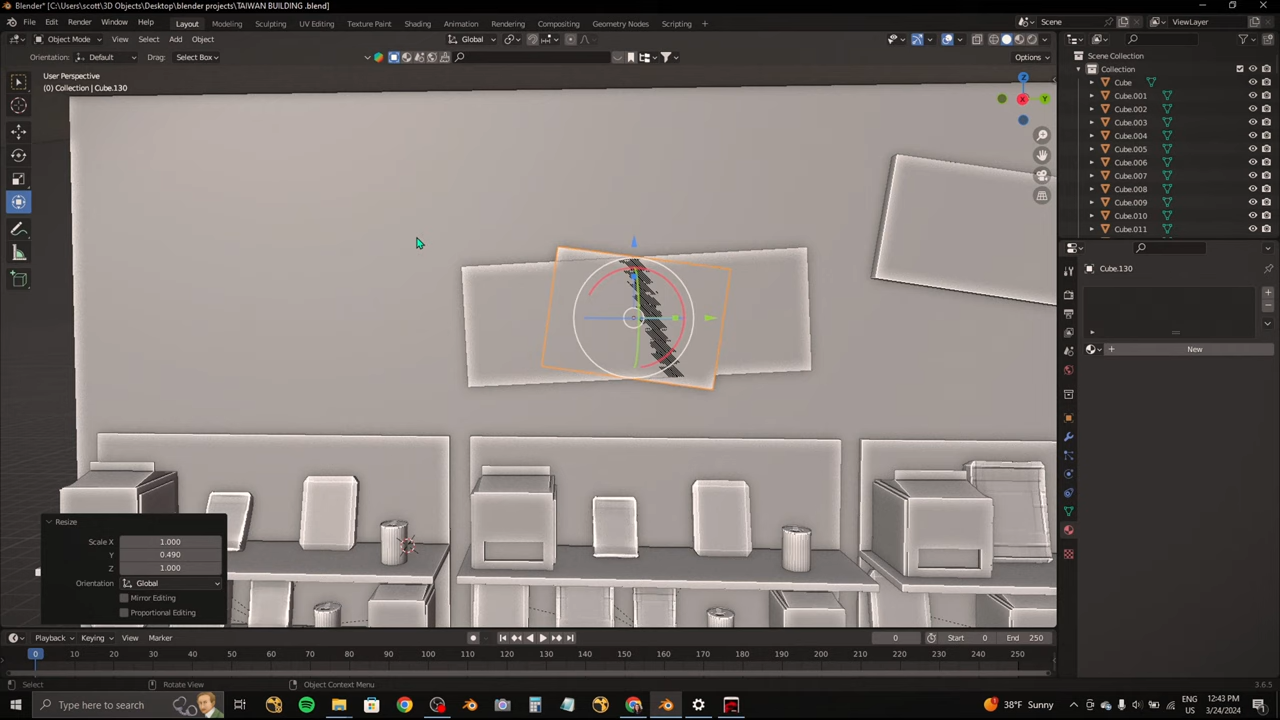 Blender* [C:\Users\scott\3D Objects\Desktop\blender projects\TAIWAN BUILDING .blend]
File Edit Render Window Help Layout Modeling Sculpting UV Editing Texture Paint Shading Animation Rendering Compositing Geometry Nodes Scripting + Scene ViewLayer
Object Mode View Select Add Object Global
Orientation: Default Drag: Select Box Options
User Perspective
(0) Collection | Cube.130
Z
X
Y
Scene Collection
Collection
Cube
Cube.001
Cube.002
Cube.003
Cube.004
Cube.005
Cube.006
Cube.007
Cube.008
Cube.009
Cube.010
Cube.011
Cube.130
+ New
Resize
Scale X 1.000
Y 0.490
Z 1.000
Orientation Global
Mirror Editing
Proportional Editing
Playback Keying View Marker 0 Start 0 End 250
0 10 20 30 40 50 60 70 80 90 100 110 120 130 140 150 160 170 180 190 200 210 220 230 240 250
Select Rotate View Object Context Menu 3.6.5
Type here to search
38°F Sunny
ENG
US
12:43 PM
3/24/2024